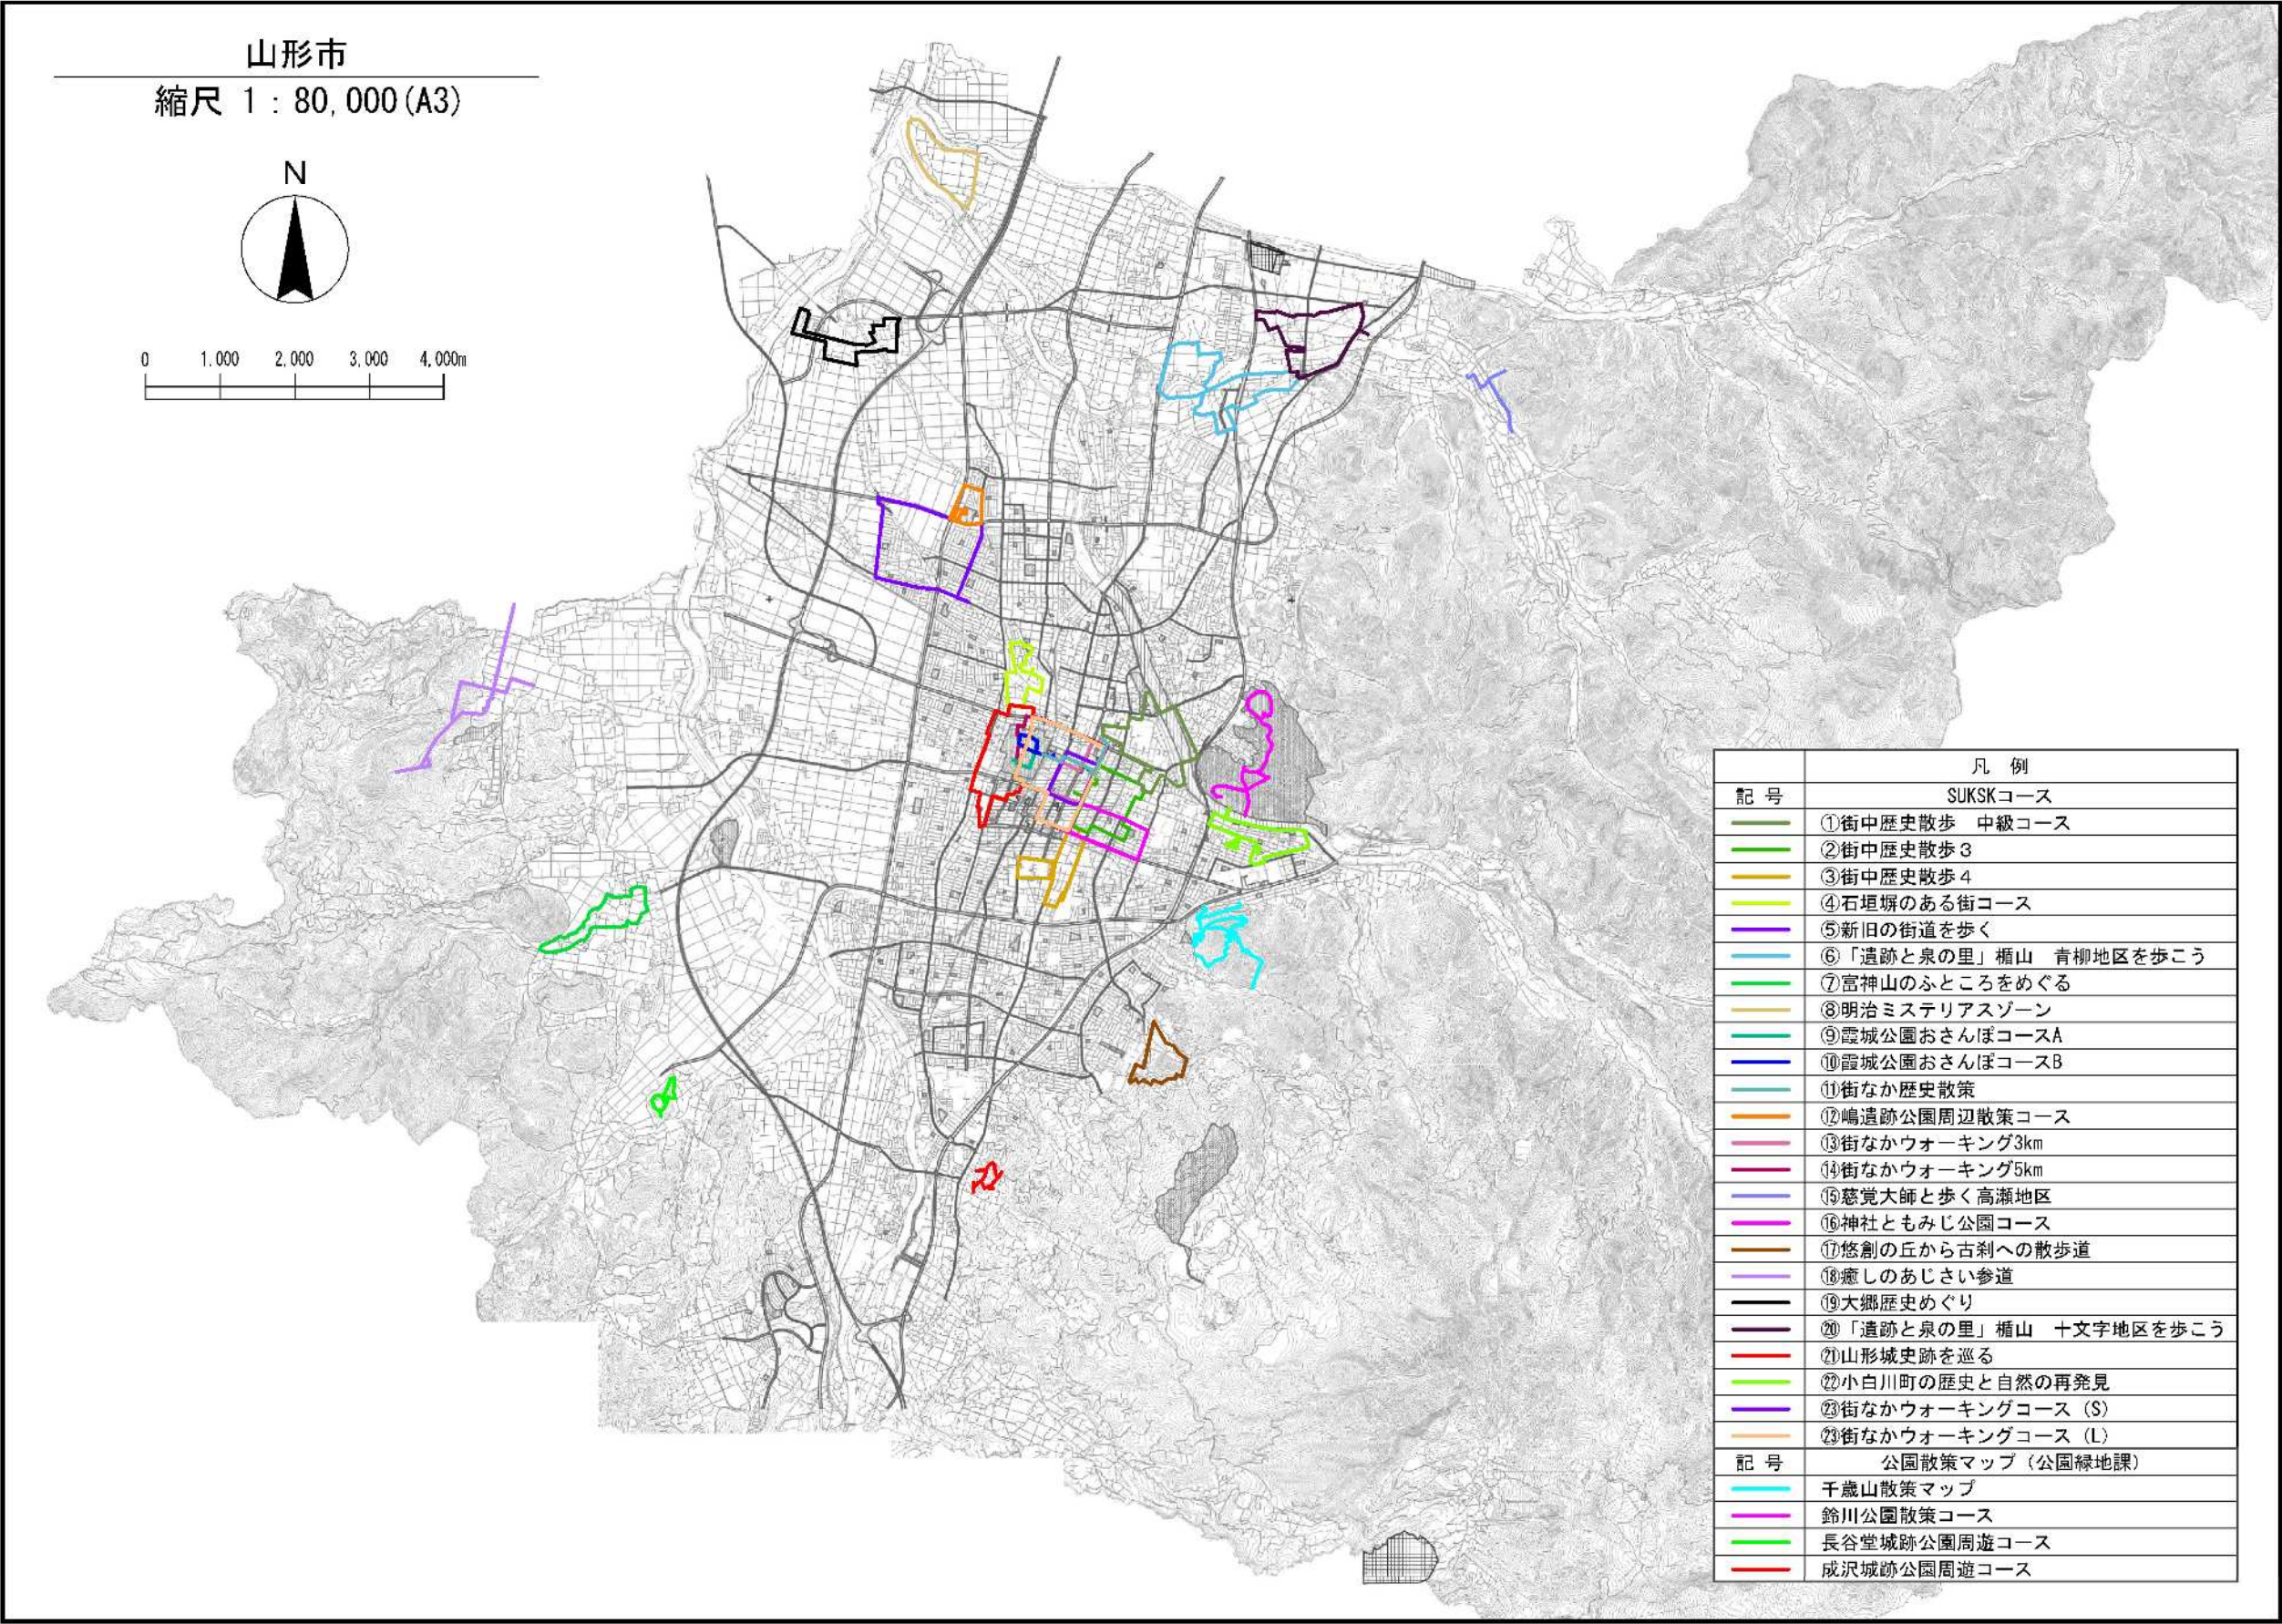 山形市
縮尺 1：80,000(A3)
N
0 1,000 2,000 3,000 4,000m
凡 例
記 号 SUKSKコース
①街中歴史散歩　中級コース
②街中歴史散歩３
③街中歴史散歩４
④石垣塀のある街コース
⑤新旧の街道を歩く
⑥「遺跡と泉の里」楯山　青柳地区を歩こう
⑦富神山のふところをめぐる
⑧明治ミステリアスゾーン
⑨霞城公園おさんぽコースA
⑩霞城公園おさんぽコースB
⑪街なか歴史散策
⑫嶋遺跡公園周辺散策コース
⑬街なかウォーキング3km
⑭街なかウォーキング5km
⑮慈覚大師と歩く高瀬地区
⑯神社ともみじ公園コース
⑰悠創の丘から古刹への散歩道
⑱癒しのあじさい参道
⑲大郷歴史めぐり
⑳「遺跡と泉の里」楯山　十文字地区を歩こう
㉑山形城史跡を巡る
㉒小白川町の歴史と自然の再発見
㉓街なかウォーキングコース（S）
㉓街なかウォーキングコース（L）
記 号 公園散策マップ（公園緑地課）
千歳山散策マップ
鈴川公園散策コース
長谷堂城跡公園周遊コース
成沢城跡公園周遊コース